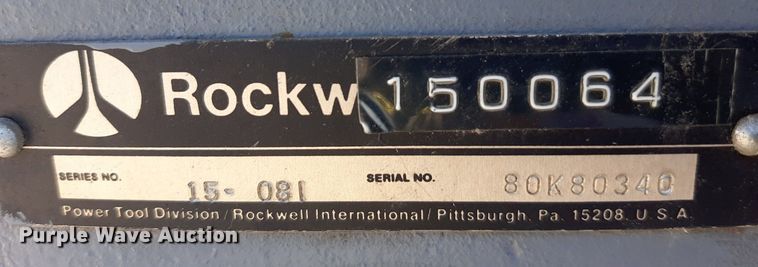 Rockw 150064
SERIES NO. 15-081 SERIAL NO. 80K80340
Power Tool Division/Rockwell International/Pittsburgh, Pa. 15208, U.S.A.
Purple Wave Auction